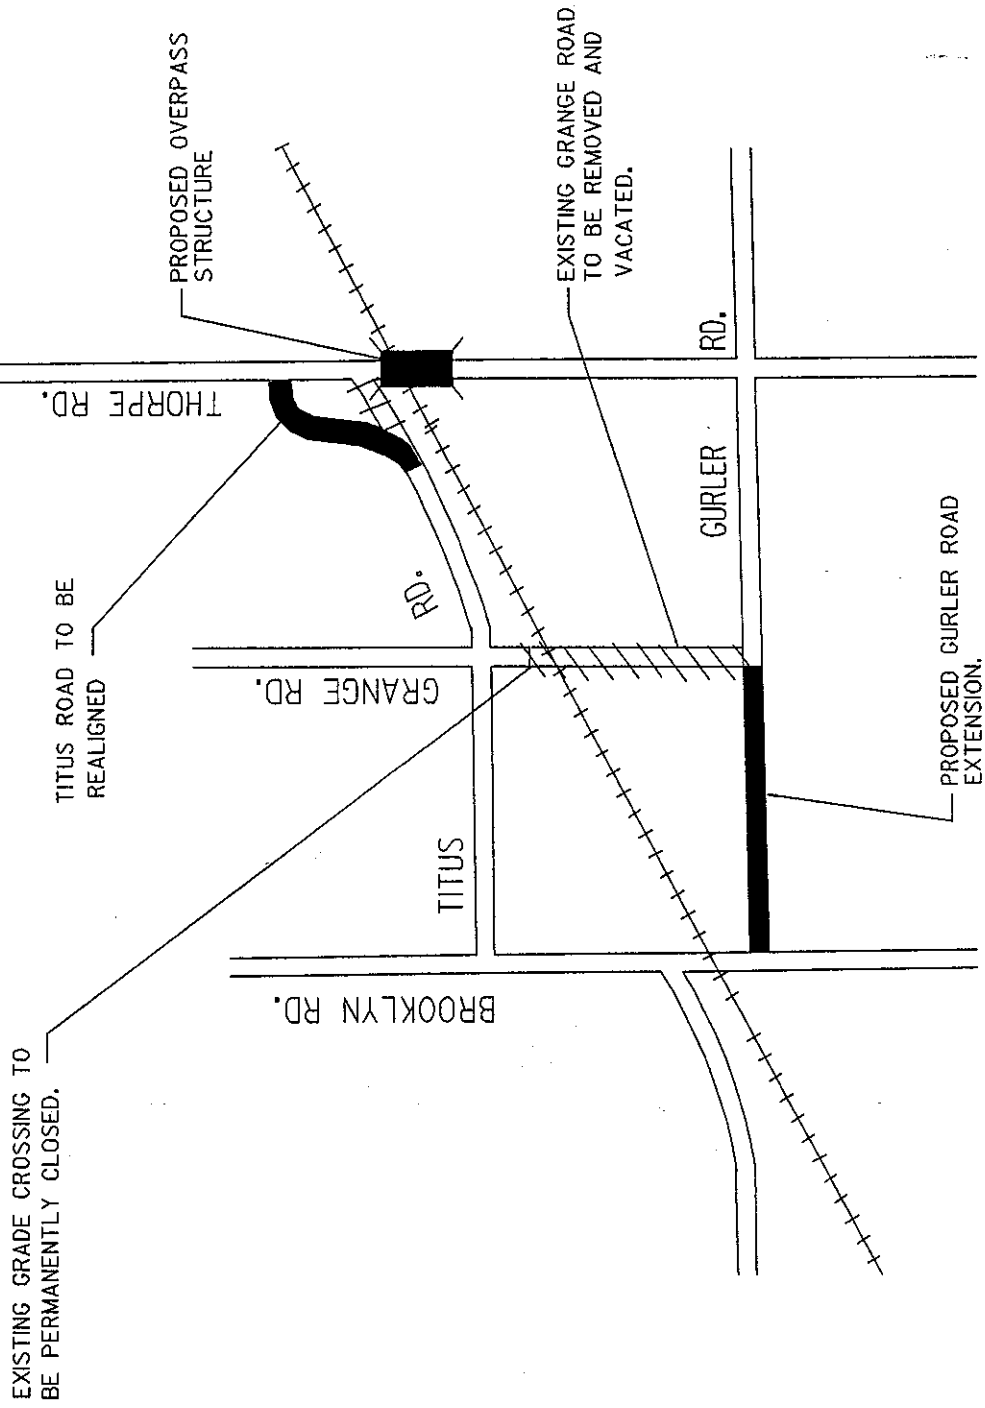 EXISTING GRADE CROSSING TO
BE PERMANENTLY CLOSED.
TITUS ROAD TO BE
REALIGNED
PROPOSED OVERPASS
STRUCTURE
EXISTING GRANGE ROAD
TO BE REMOVED AND
VACATED.
PROPOSED GURLER ROAD
EXTENSION.
THORPE RD.
GRANGE RD.
BROOKLYN RD.
TITUS RD.
GURLER RD.